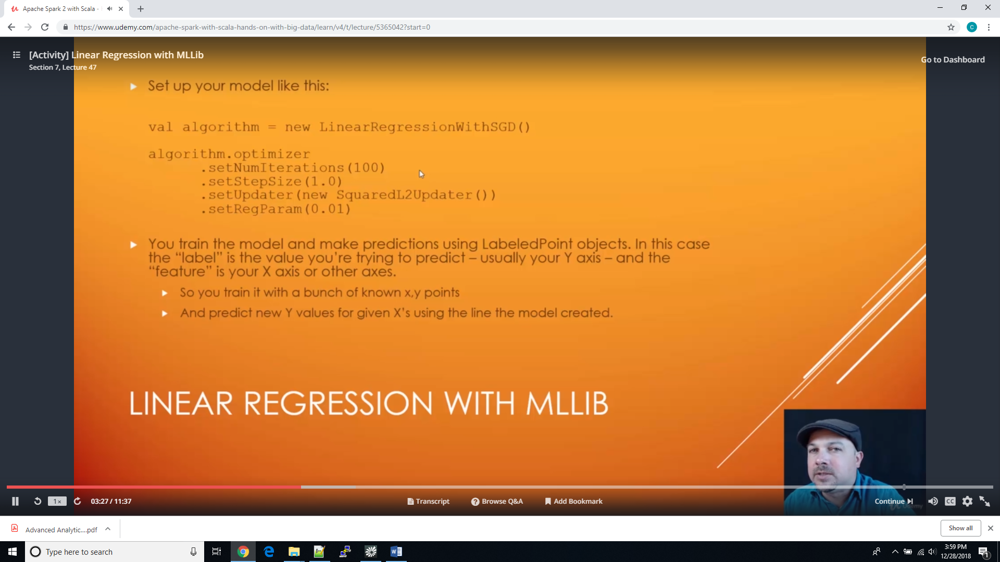 Apache Spark 2 with Scala -
https://www.udemy.com/apache-spark-with-scala-hands-on-with-big-data/learn/v4/t/lecture/5365042?start=0
C
[Activity] Linear Regression with MLLib
Section 7, Lecture 47
Go to Dashboard
Set up your model like this:
val algorithm = new LinearRegressionWithSGD()
algorithm.optimizer
.setNumIterations(100)
.setStepSize(1.0)
.setUpdater(new SquaredL2Updater())
.setRegParam(0.01)
You train the model and make predictions using LabeledPoint objects. In this case
the “label” is the value you’re trying to predict – usually your Y axis – and the
“feature” is your X axis or other axes.
So you train it with a bunch of known x,y points
And predict new Y values for given X’s using the line the model created.
LINEAR REGRESSION WITH MLLIB
1×
03:27 / 11:37
Transcript
Browse Q&A
Add Bookmark
Continue
CC
Udemy
Advanced Analytic....pdf
Show all
Type here to search
3:59 PM
12/28/2018
1